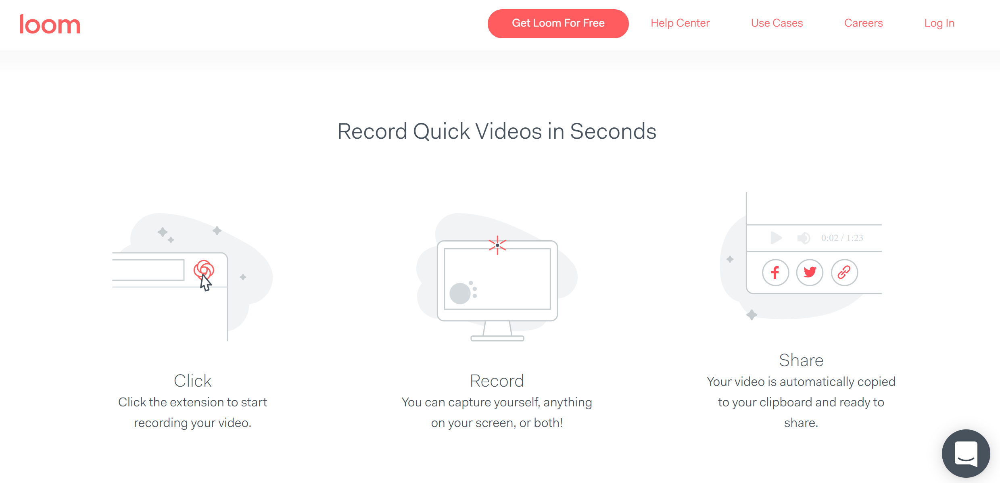 loom
Get Loom For Free
Help Center
Use Cases
Careers
Log In
Record Quick Videos in Seconds
0:02 / 1:23
Click
Click the extension to start
recording your video.
Record
You can capture yourself, anything
on your screen, or both!
Share
Your video is automatically copied
to your clipboard and ready to
share.